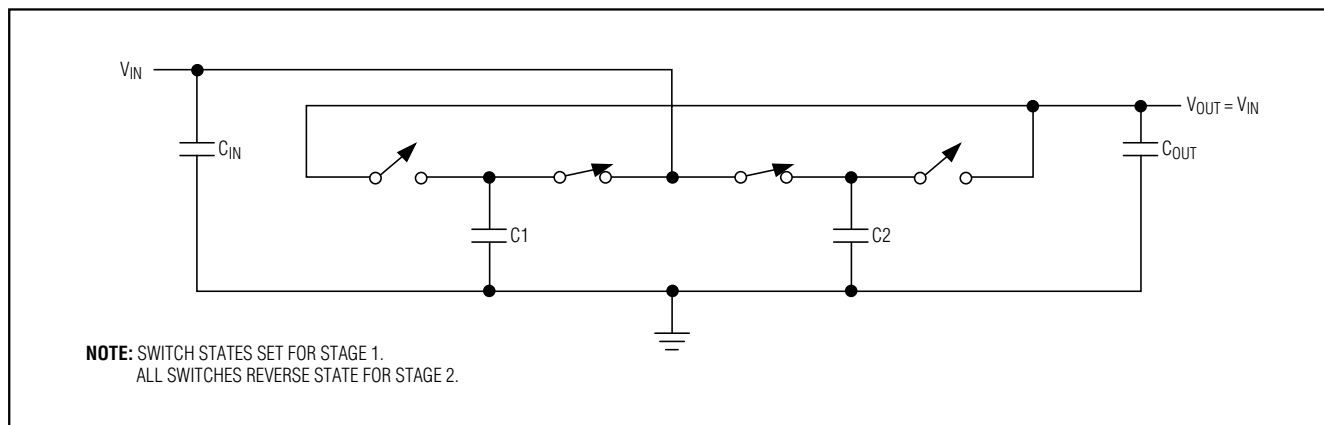 VIN
VOUT = VIN
CIN
COUT
C1
C2
NOTE: SWITCH STATES SET FOR STAGE 1.
ALL SWITCHES REVERSE STATE FOR STAGE 2.